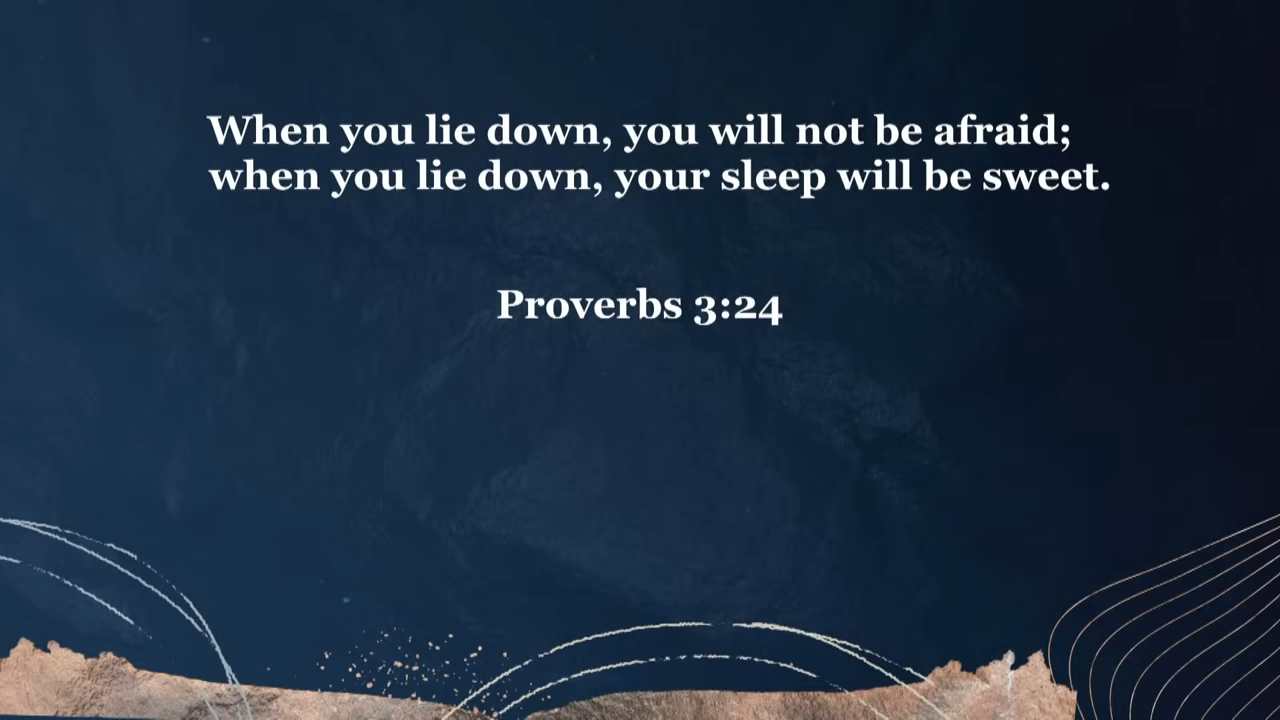 When you lie down, you will not be afraid;
when you lie down, your sleep will be sweet.
Proverbs 3:24